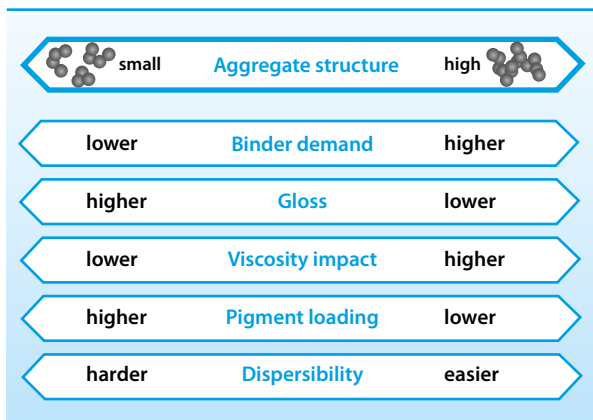 small Aggregate structure high
lower Binder demand higher
higher Gloss lower
lower Viscosity impact higher
higher Pigment loading lower
harder Dispersibility easier